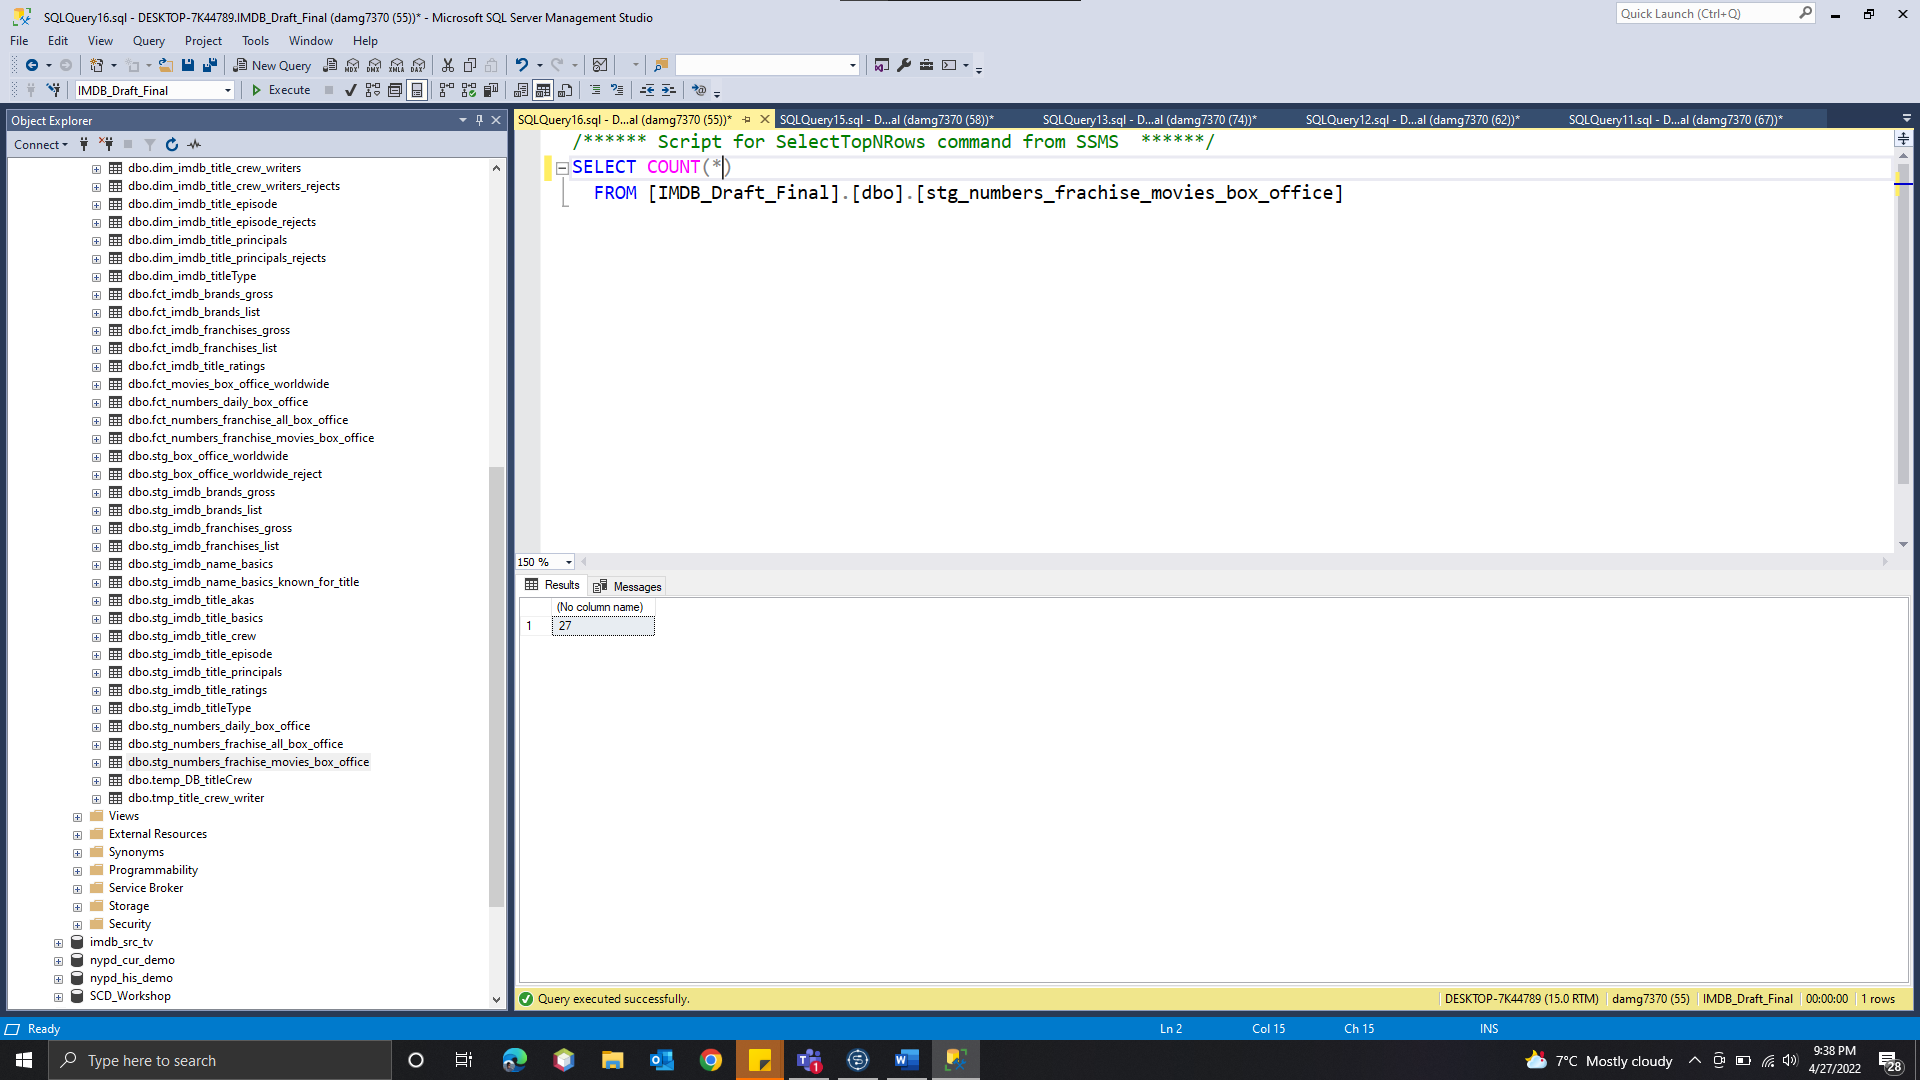 SQLQuery16.sql - DESKTOP-7K44789.IMDB_Draft_Final (damg7370 (55))* - Microsoft SQL Server Management Studio
Quick Launch (Ctrl+Q)
File Edit View Query Project Tools Window Help
New Query
IMDB_Draft_Final
Execute
Object Explorer
Connect
dbo.dim_imdb_title_crew_writers
dbo.dim_imdb_title_crew_writers_rejects
dbo.dim_imdb_title_episode
dbo.dim_imdb_title_episode_rejects
dbo.dim_imdb_title_principals
dbo.dim_imdb_title_principals_rejects
dbo.dim_imdb_titleType
dbo.fct_imdb_brands_gross
dbo.fct_imdb_brands_list
dbo.fct_imdb_franchises_gross
dbo.fct_imdb_franchises_list
dbo.fct_imdb_title_ratings
dbo.fct_movies_box_office_worldwide
dbo.fct_numbers_daily_box_office
dbo.fct_numbers_franchise_all_box_office
dbo.fct_numbers_franchise_movies_box_office
dbo.stg_box_office_worldwide
dbo.stg_box_office_worldwide_reject
dbo.stg_imdb_brands_gross
dbo.stg_imdb_brands_list
dbo.stg_imdb_franchises_gross
dbo.stg_imdb_franchises_list
dbo.stg_imdb_name_basics
dbo.stg_imdb_name_basics_known_for_title
dbo.stg_imdb_title_akas
dbo.stg_imdb_title_basics
dbo.stg_imdb_title_crew
dbo.stg_imdb_title_episode
dbo.stg_imdb_title_principals
dbo.stg_imdb_title_ratings
dbo.stg_imdb_titleType
dbo.stg_numbers_daily_box_office
dbo.stg_numbers_frachise_all_box_office
dbo.stg_numbers_frachise_movies_box_office
dbo.temp_DB_titleCrew
dbo.tmp_title_crew_writer
Views
External Resources
Synonyms
Programmability
Service Broker
Storage
Security
imdb_src_tv
nypd_cur_demo
nypd_his_demo
SCD_Workshop
SQLQuery16.sql - D...al (damg7370 (55))* SQLQuery15.sql - D...al (damg7370 (58))* SQLQuery13.sql - D...al (damg7370 (74))* SQLQuery12.sql - D...al (damg7370 (62))* SQLQuery11.sql - D...al (damg7370 (67))*
/****** Script for SelectTopNRows command from SSMS ******/
SELECT COUNT(*)
FROM [IMDB_Draft_Final].[dbo].[stg_numbers_frachise_movies_box_office]
150 %
Results Messages
(No column name)
1 27
Query executed successfully. DESKTOP-7K44789 (15.0 RTM) damg7370 (55) IMDB_Draft_Final 00:00:00 1 rows
Ready Ln 2 Col 15 Ch 15 INS
Type here to search
7°C Mostly cloudy
9:38 PM
4/27/2022
28